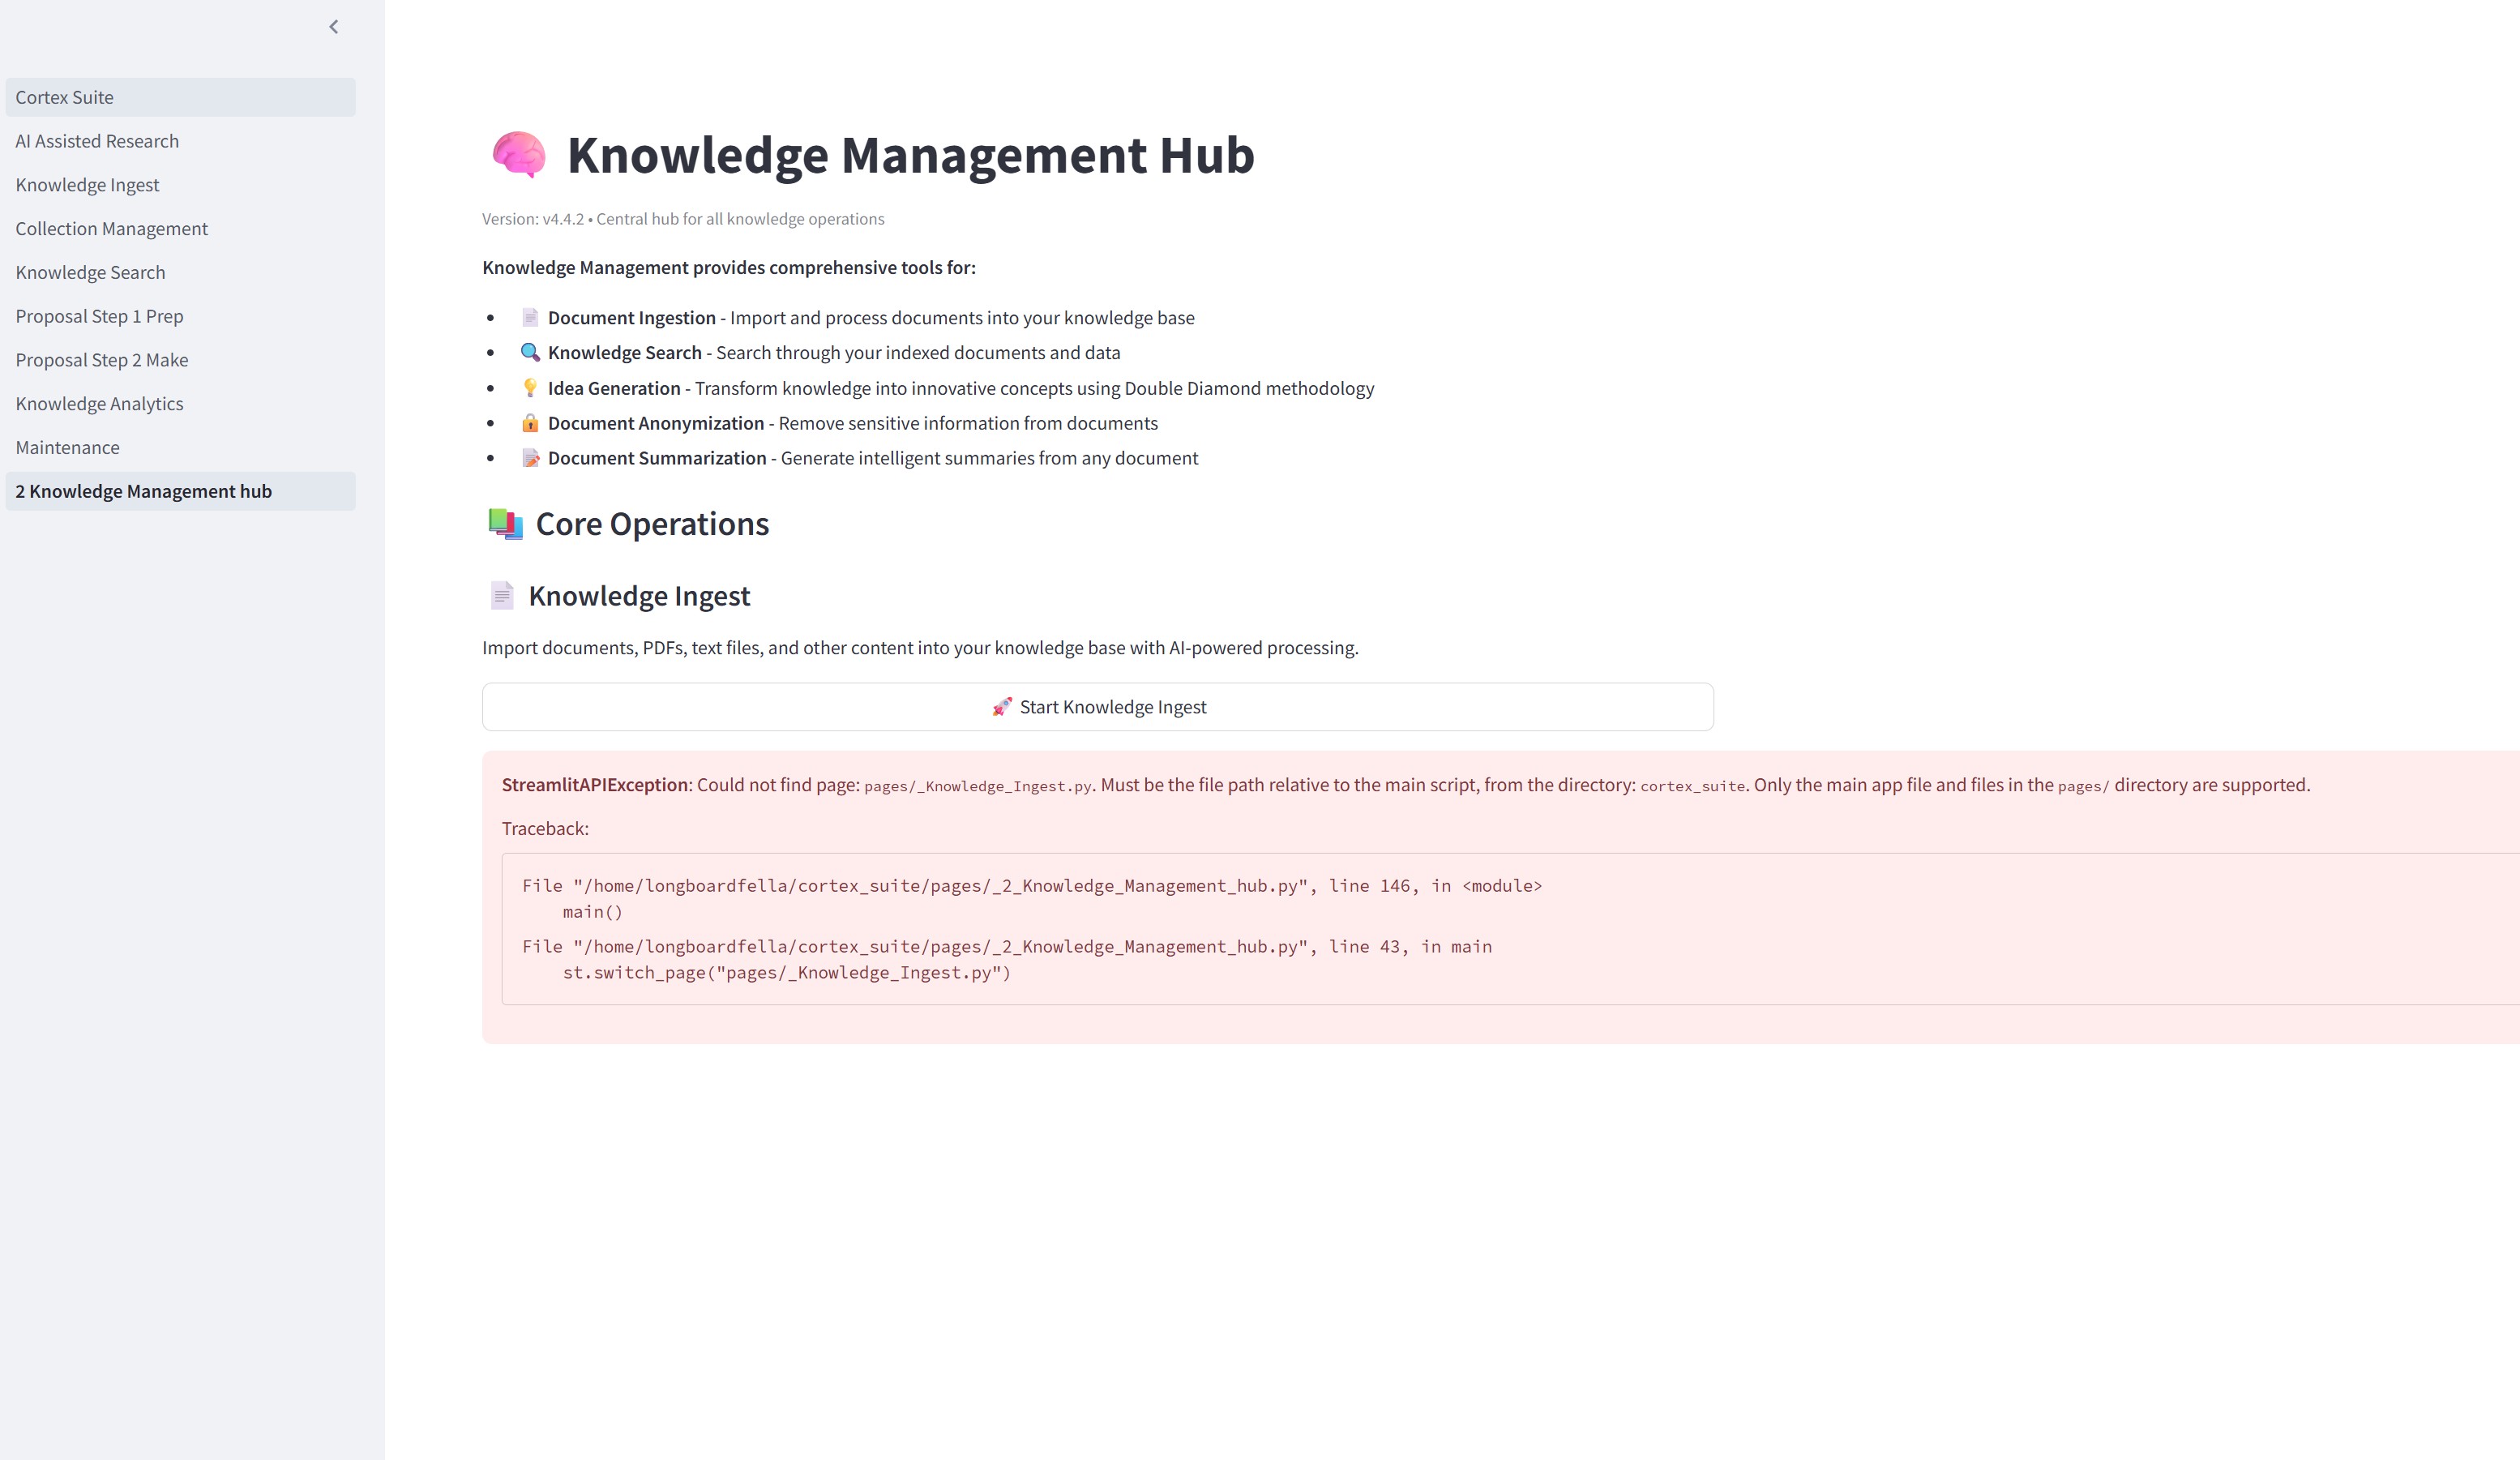 Cortex Suite
AI Assisted Research
Knowledge Ingest
Collection Management
Knowledge Search
Proposal Step 1 Prep
Proposal Step 2 Make
Knowledge Analytics
Maintenance
2 Knowledge Management hub
Knowledge Management Hub
Version: v4.4.2 • Central hub for all knowledge operations
Knowledge Management provides comprehensive tools for:
• Document Ingestion - Import and process documents into your knowledge base
• Knowledge Search - Search through your indexed documents and data
• Idea Generation - Transform knowledge into innovative concepts using Double Diamond methodology
• Document Anonymization - Remove sensitive information from documents
• Document Summarization - Generate intelligent summaries from any document
Core Operations
Knowledge Ingest
Import documents, PDFs, text files, and other content into your knowledge base with AI-powered processing.
Start Knowledge Ingest
StreamlitAPIException: Could not find page: pages/_Knowledge_Ingest.py. Must be the file path relative to the main script, from the directory: cortex_suite. Only the main app file and files in the pages/ directory are supported.
Traceback:
File "/home/longboardfella/cortex_suite/pages/_2_Knowledge_Management_hub.py", line 146, in <module>
main()
File "/home/longboardfella/cortex_suite/pages/_2_Knowledge_Management_hub.py", line 43, in main
st.switch_page("pages/_Knowledge_Ingest.py")